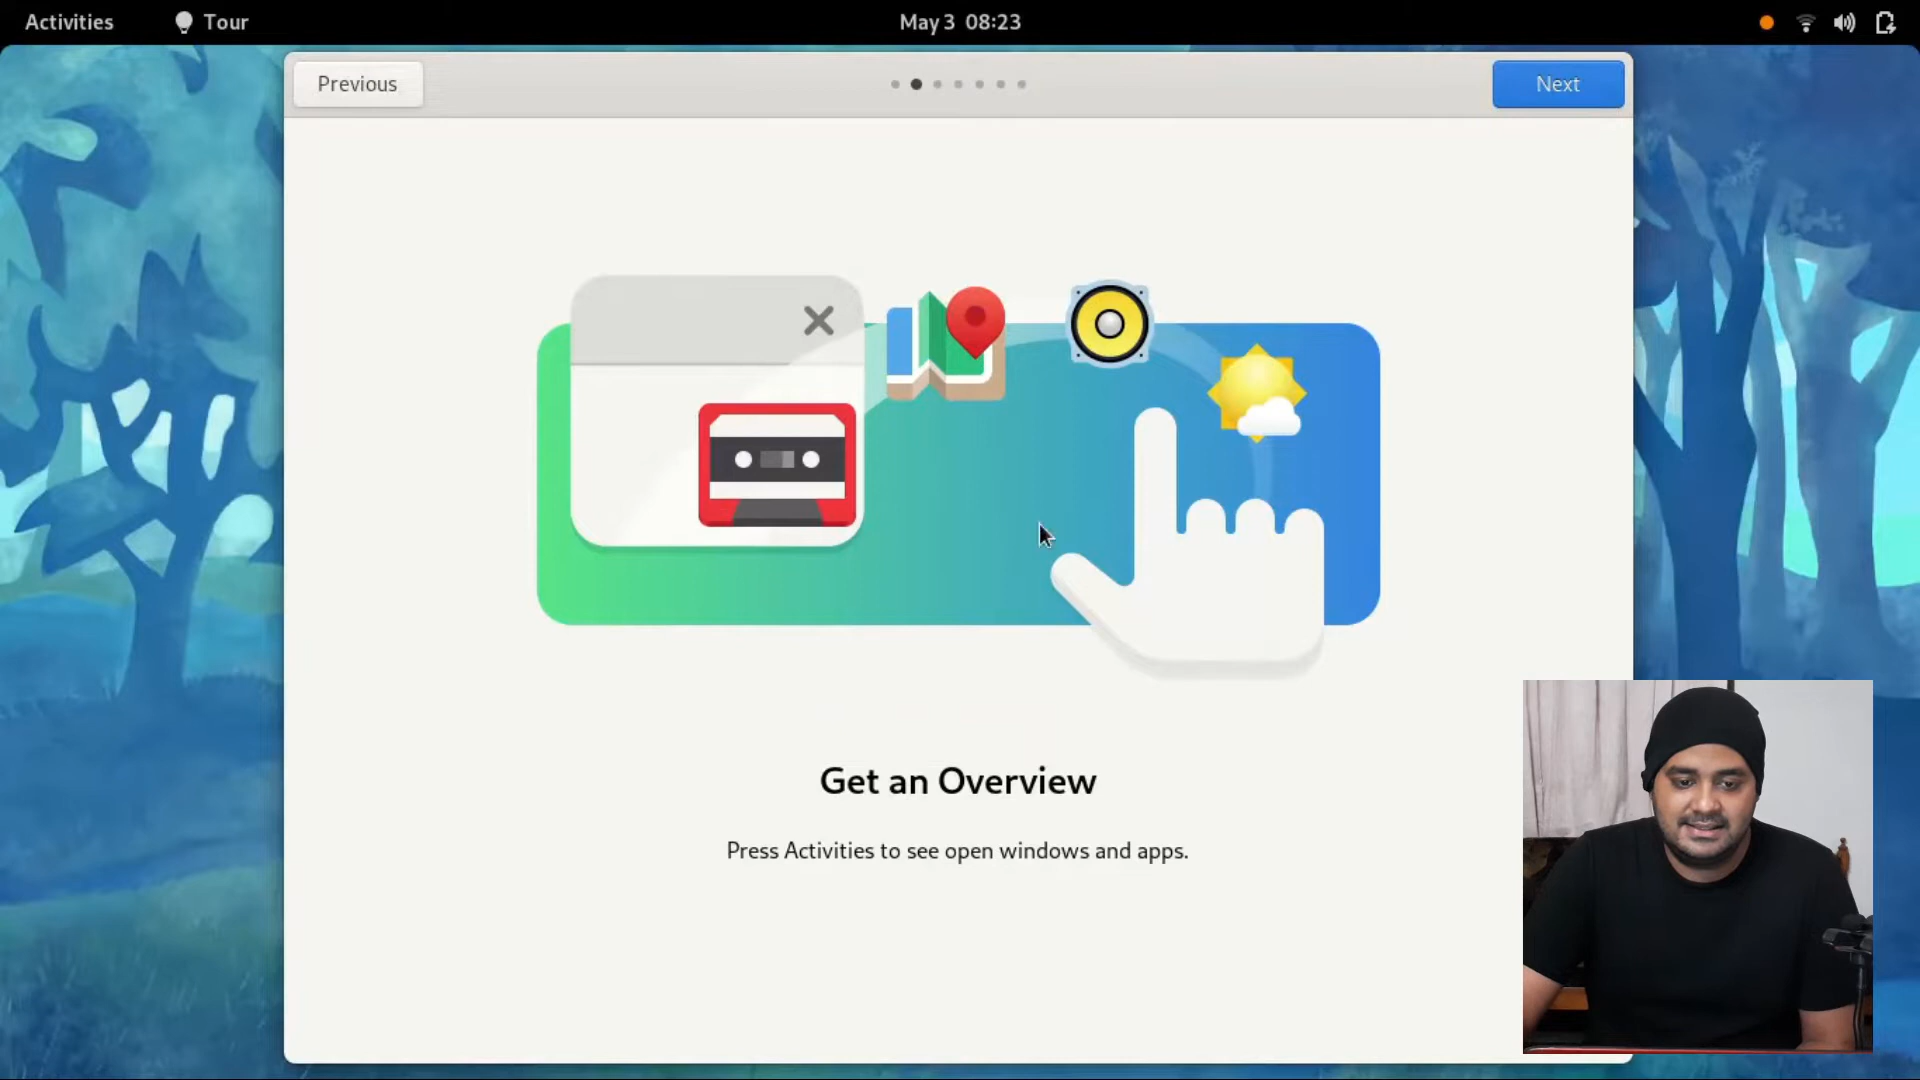 Activities
Tour
May 3 08:23
Previous
Next
Get an Overview
Press Activities to see open windows and apps.